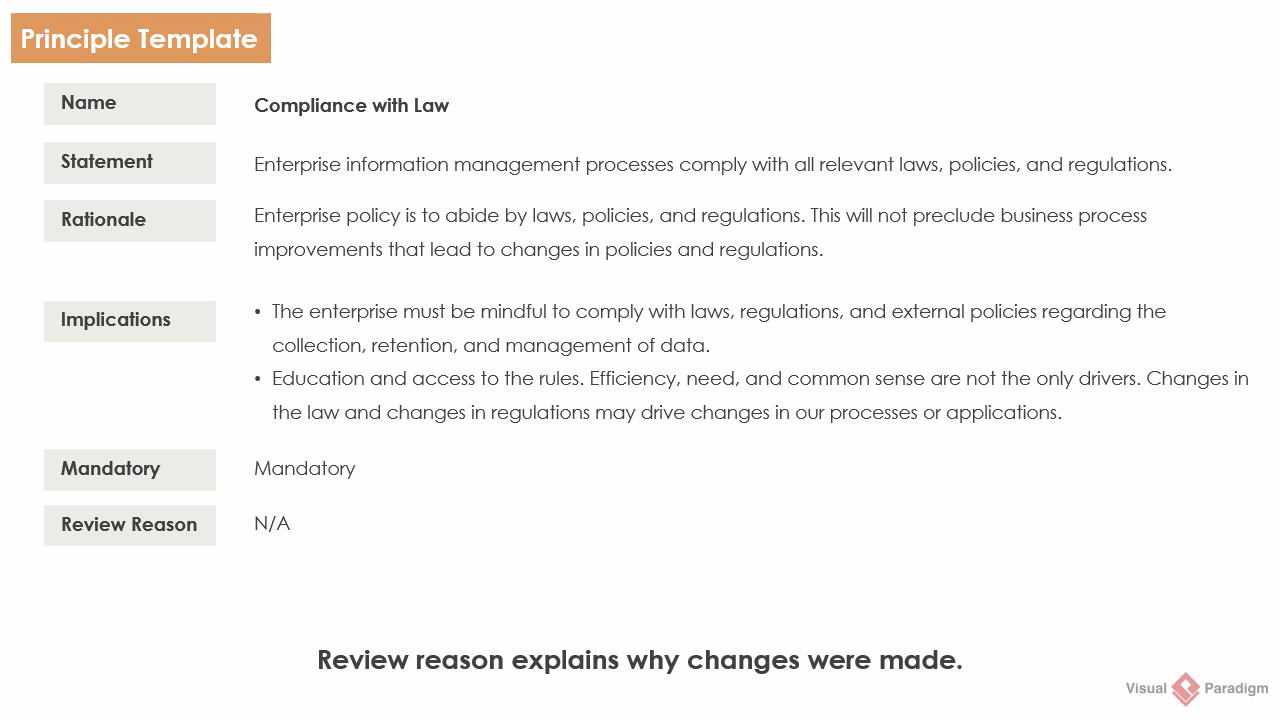 Principle Template
Name
Compliance with Law
Statement
Enterprise information management processes comply with all relevant laws, policies, and regulations.
Rationale
Enterprise policy is to abide by laws, policies, and regulations. This will not preclude business process
improvements that lead to changes in policies and regulations.
Implications
• The enterprise must be mindful to comply with laws, regulations, and external policies regarding the
collection, retention, and management of data.
• Education and access to the rules. Efficiency, need, and common sense are not the only drivers. Changes in
the law and changes in regulations may drive changes in our processes or applications.
Mandatory
Mandatory
Review Reason
N/A
Review reason explains why changes were made.
Visual Paradigm